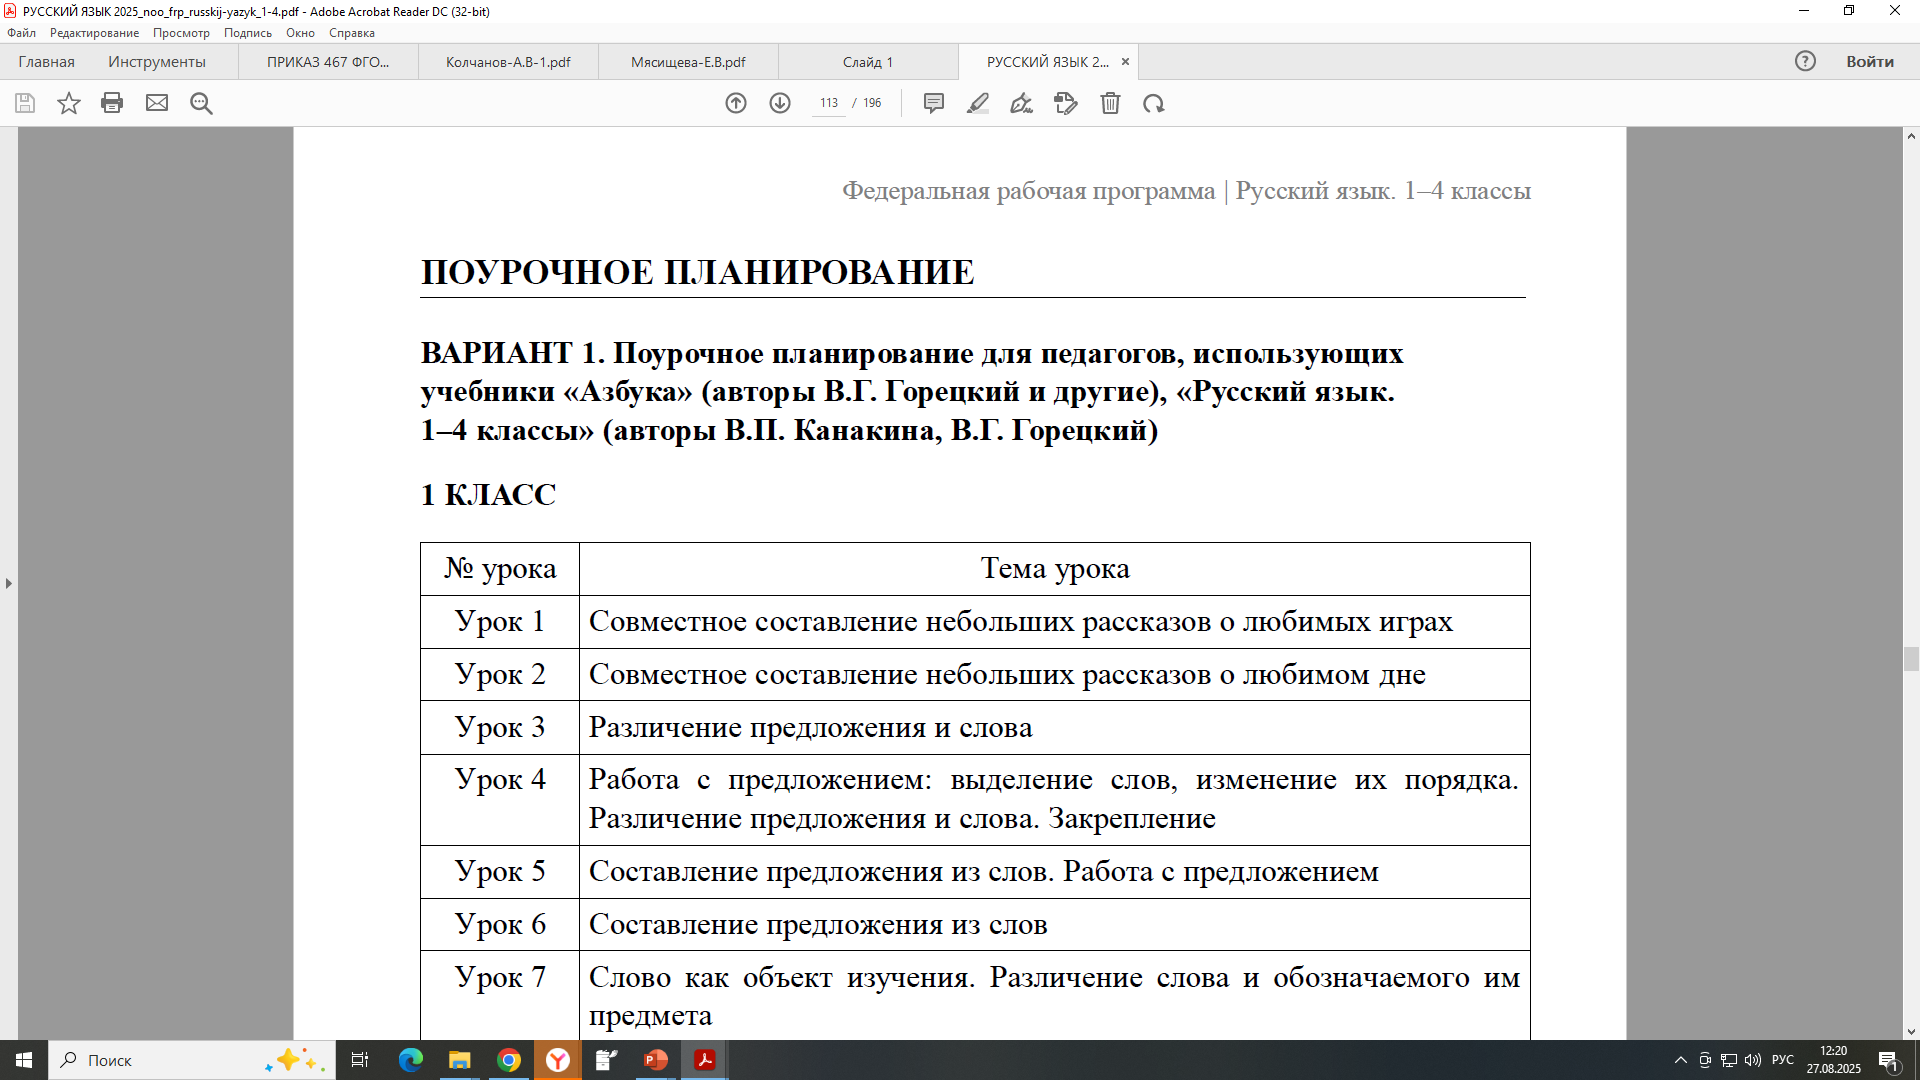 РУССКИЙ ЯЗЫК 2025_noo_frp_russkij-yazyk_1-4.pdf - Adobe Acrobat Reader DC (32-bit)
Файл Редактирование Просмотр Подпись Окно Справка
Главная Инструменты ПРИКАЗ 467 ФГО... Колчанов-А.В-1.pdf Мясищева-Е.В.pdf Слайд 1 РУССКИЙ ЯЗЫК 2... × Войти
113 / 196
Федеральная рабочая программа | Русский язык. 1–4 классы
ПОУРОЧНОЕ ПЛАНИРОВАНИЕ
ВАРИАНТ 1. Поурочное планирование для педагогов, использующих
учебники «Азбука» (авторы В.Г. Горецкий и другие), «Русский язык.
1–4 классы» (авторы В.П. Канакина, В.Г. Горецкий)
1 КЛАСС
№ урока Тема урока
Урок 1 Совместное составление небольших рассказов о любимых играх
Урок 2 Совместное составление небольших рассказов о любимом дне
Урок 3 Различение предложения и слова
Урок 4 Работа с предложением: выделение слов, изменение их порядка.
Различение предложения и слова. Закрепление
Урок 5 Составление предложения из слов. Работа с предложением
Урок 6 Составление предложения из слов
Урок 7 Слово как объект изучения. Различение слова и обозначаемого им
предмета
Поиск РУС 12:20
27.08.2025 1